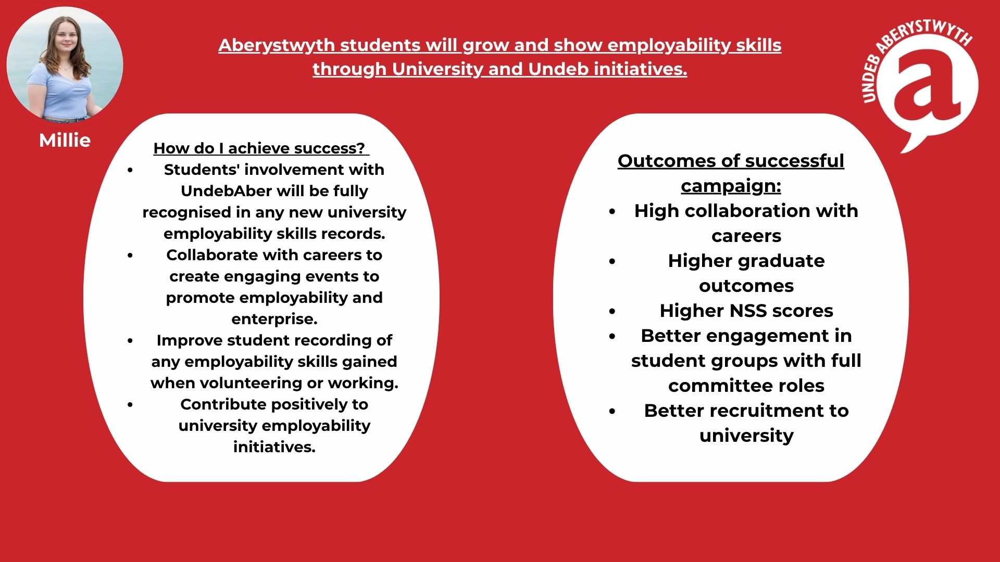 Aberystwyth students will grow and show employability skills
through University and Undeb initiatives.
UNDEB ABERYSTWYTH
a
Millie
How do I achieve success?
• Students' involvement with
UndebAber will be fully
recognised in any new university
employability skills records.
• Collaborate with careers to
create engaging events to
promote employability and
enterprise.
• Improve student recording of
any employability skills gained
when volunteering or working.
• Contribute positively to
university employability
initiatives.
Outcomes of successful
campaign:
• High collaboration with
careers
• Higher graduate
outcomes
• Higher NSS scores
• Better engagement in
student groups with full
committee roles
• Better recruitment to
university